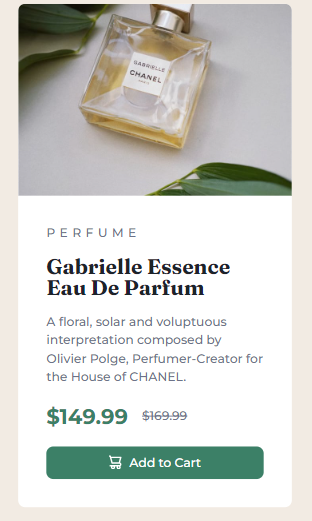 GABRIELLE
CHANEL
PARIS
PERFUME
Gabrielle Essence
Eau De Parfum
A floral, solar and voluptuous
interpretation composed by
Olivier Polge, Perfumer-Creator for
the House of CHANEL.
$149.99 $169.99
Add to Cart